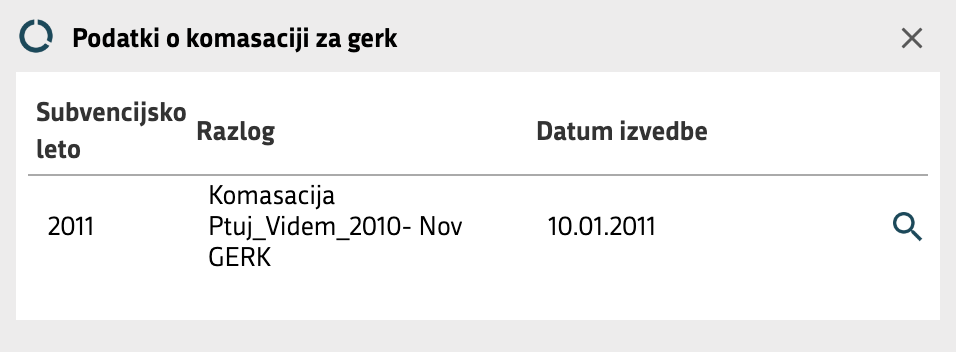 Podatki o komasaciji za gerk
Subvencijsko
leto
Razlog
Datum izvedbe
2011
Komasacija
Ptuj_Videm_2010- Nov
GERK
10.01.2011